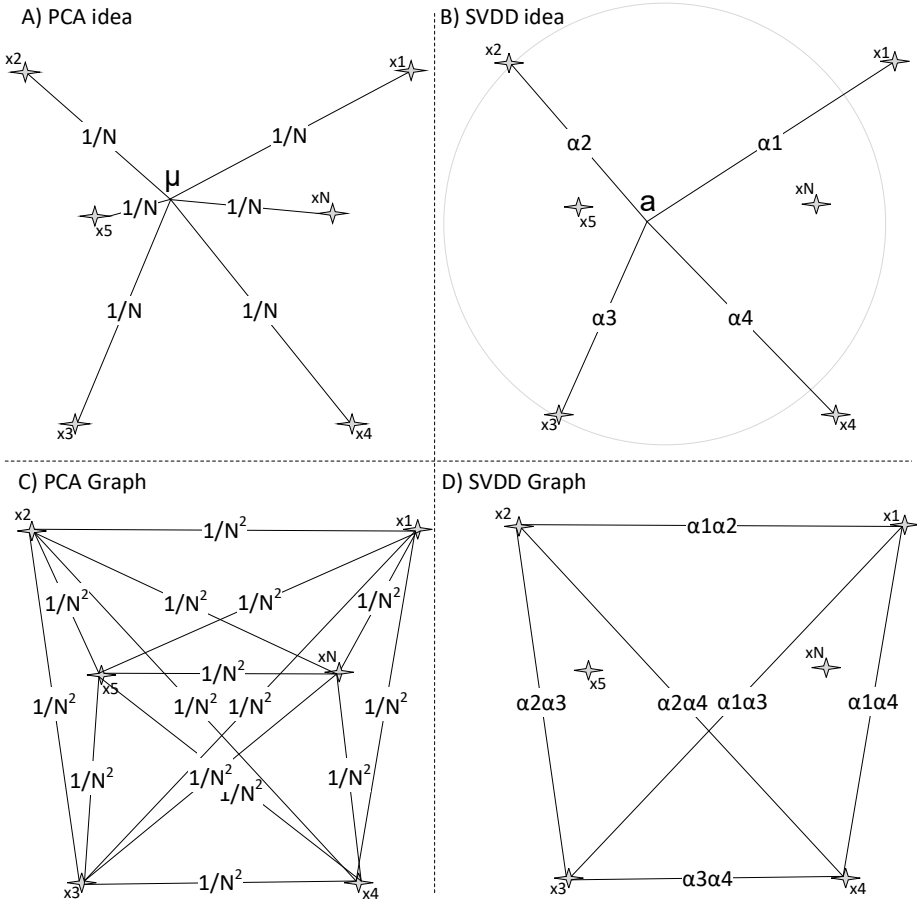 A) PCA idea
x2
x1
1/N
1/N
μ
1/N
1/N
x5
xN
1/N
1/N
x3
x4
B) SVDD idea
x2
x1
α2
α1
a
x5
xN
α3
α4
x3
x4
C) PCA Graph
x2
x1
1/N²
1/N²
1/N²
1/N²
1/N²
x5
1/N²
xN
1/N²
1/N²
1/N²
1/N²
1/N²
1/N²
1/N²
1/N²
x3
1/N²
x4
D) SVDD Graph
x2
x1
α1α2
x5
xN
α2α3
α2α4
α1α3
α1α4
x3
α3α4
x4